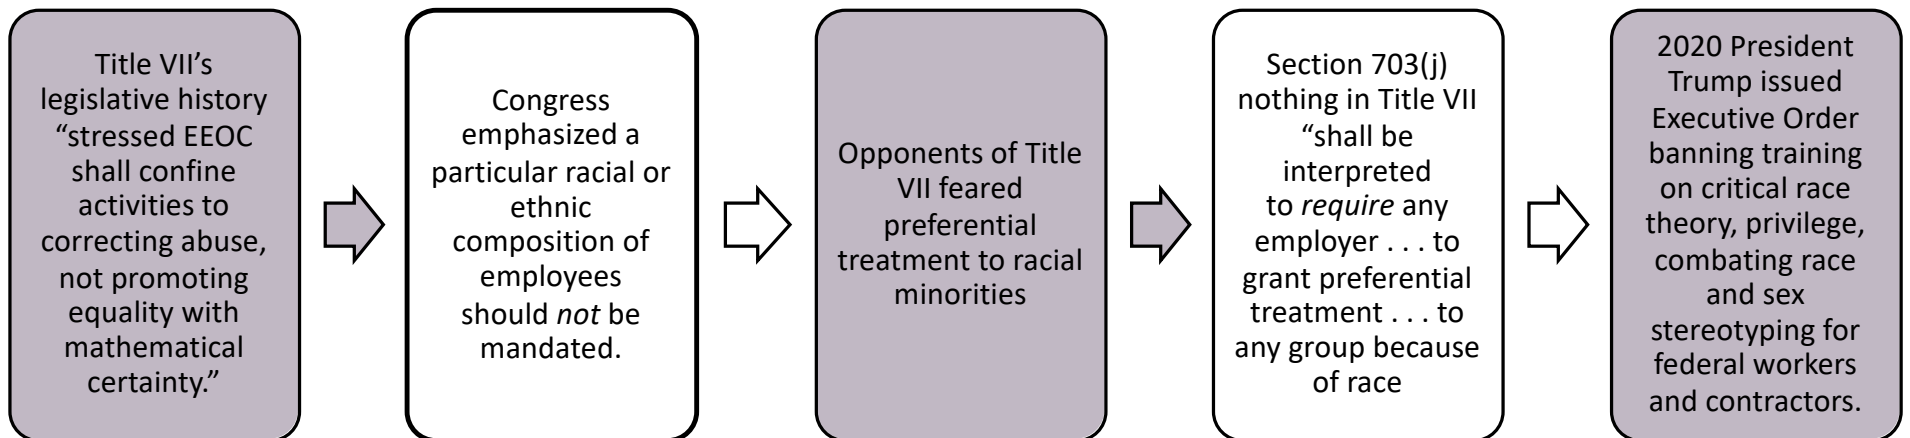 Title VII’s
legislative history
“stressed EEOC
shall confine
activities to
correcting abuse,
not promoting
equality with
mathematical
certainty.”
Congress
emphasized a
particular racial or
ethnic
composition of
employees
should not be
mandated.
Opponents of Title
VII feared
preferential
treatment to racial
minorities
Section 703(j)
nothing in Title VII
“shall be
interpreted
to require any
employer . . . to
grant preferential
treatment . . . to
any group because
of race
2020 President
Trump issued
Executive Order
banning training
on critical race
theory, privilege,
combating race
and sex
stereotyping for
federal workers
and contractors.